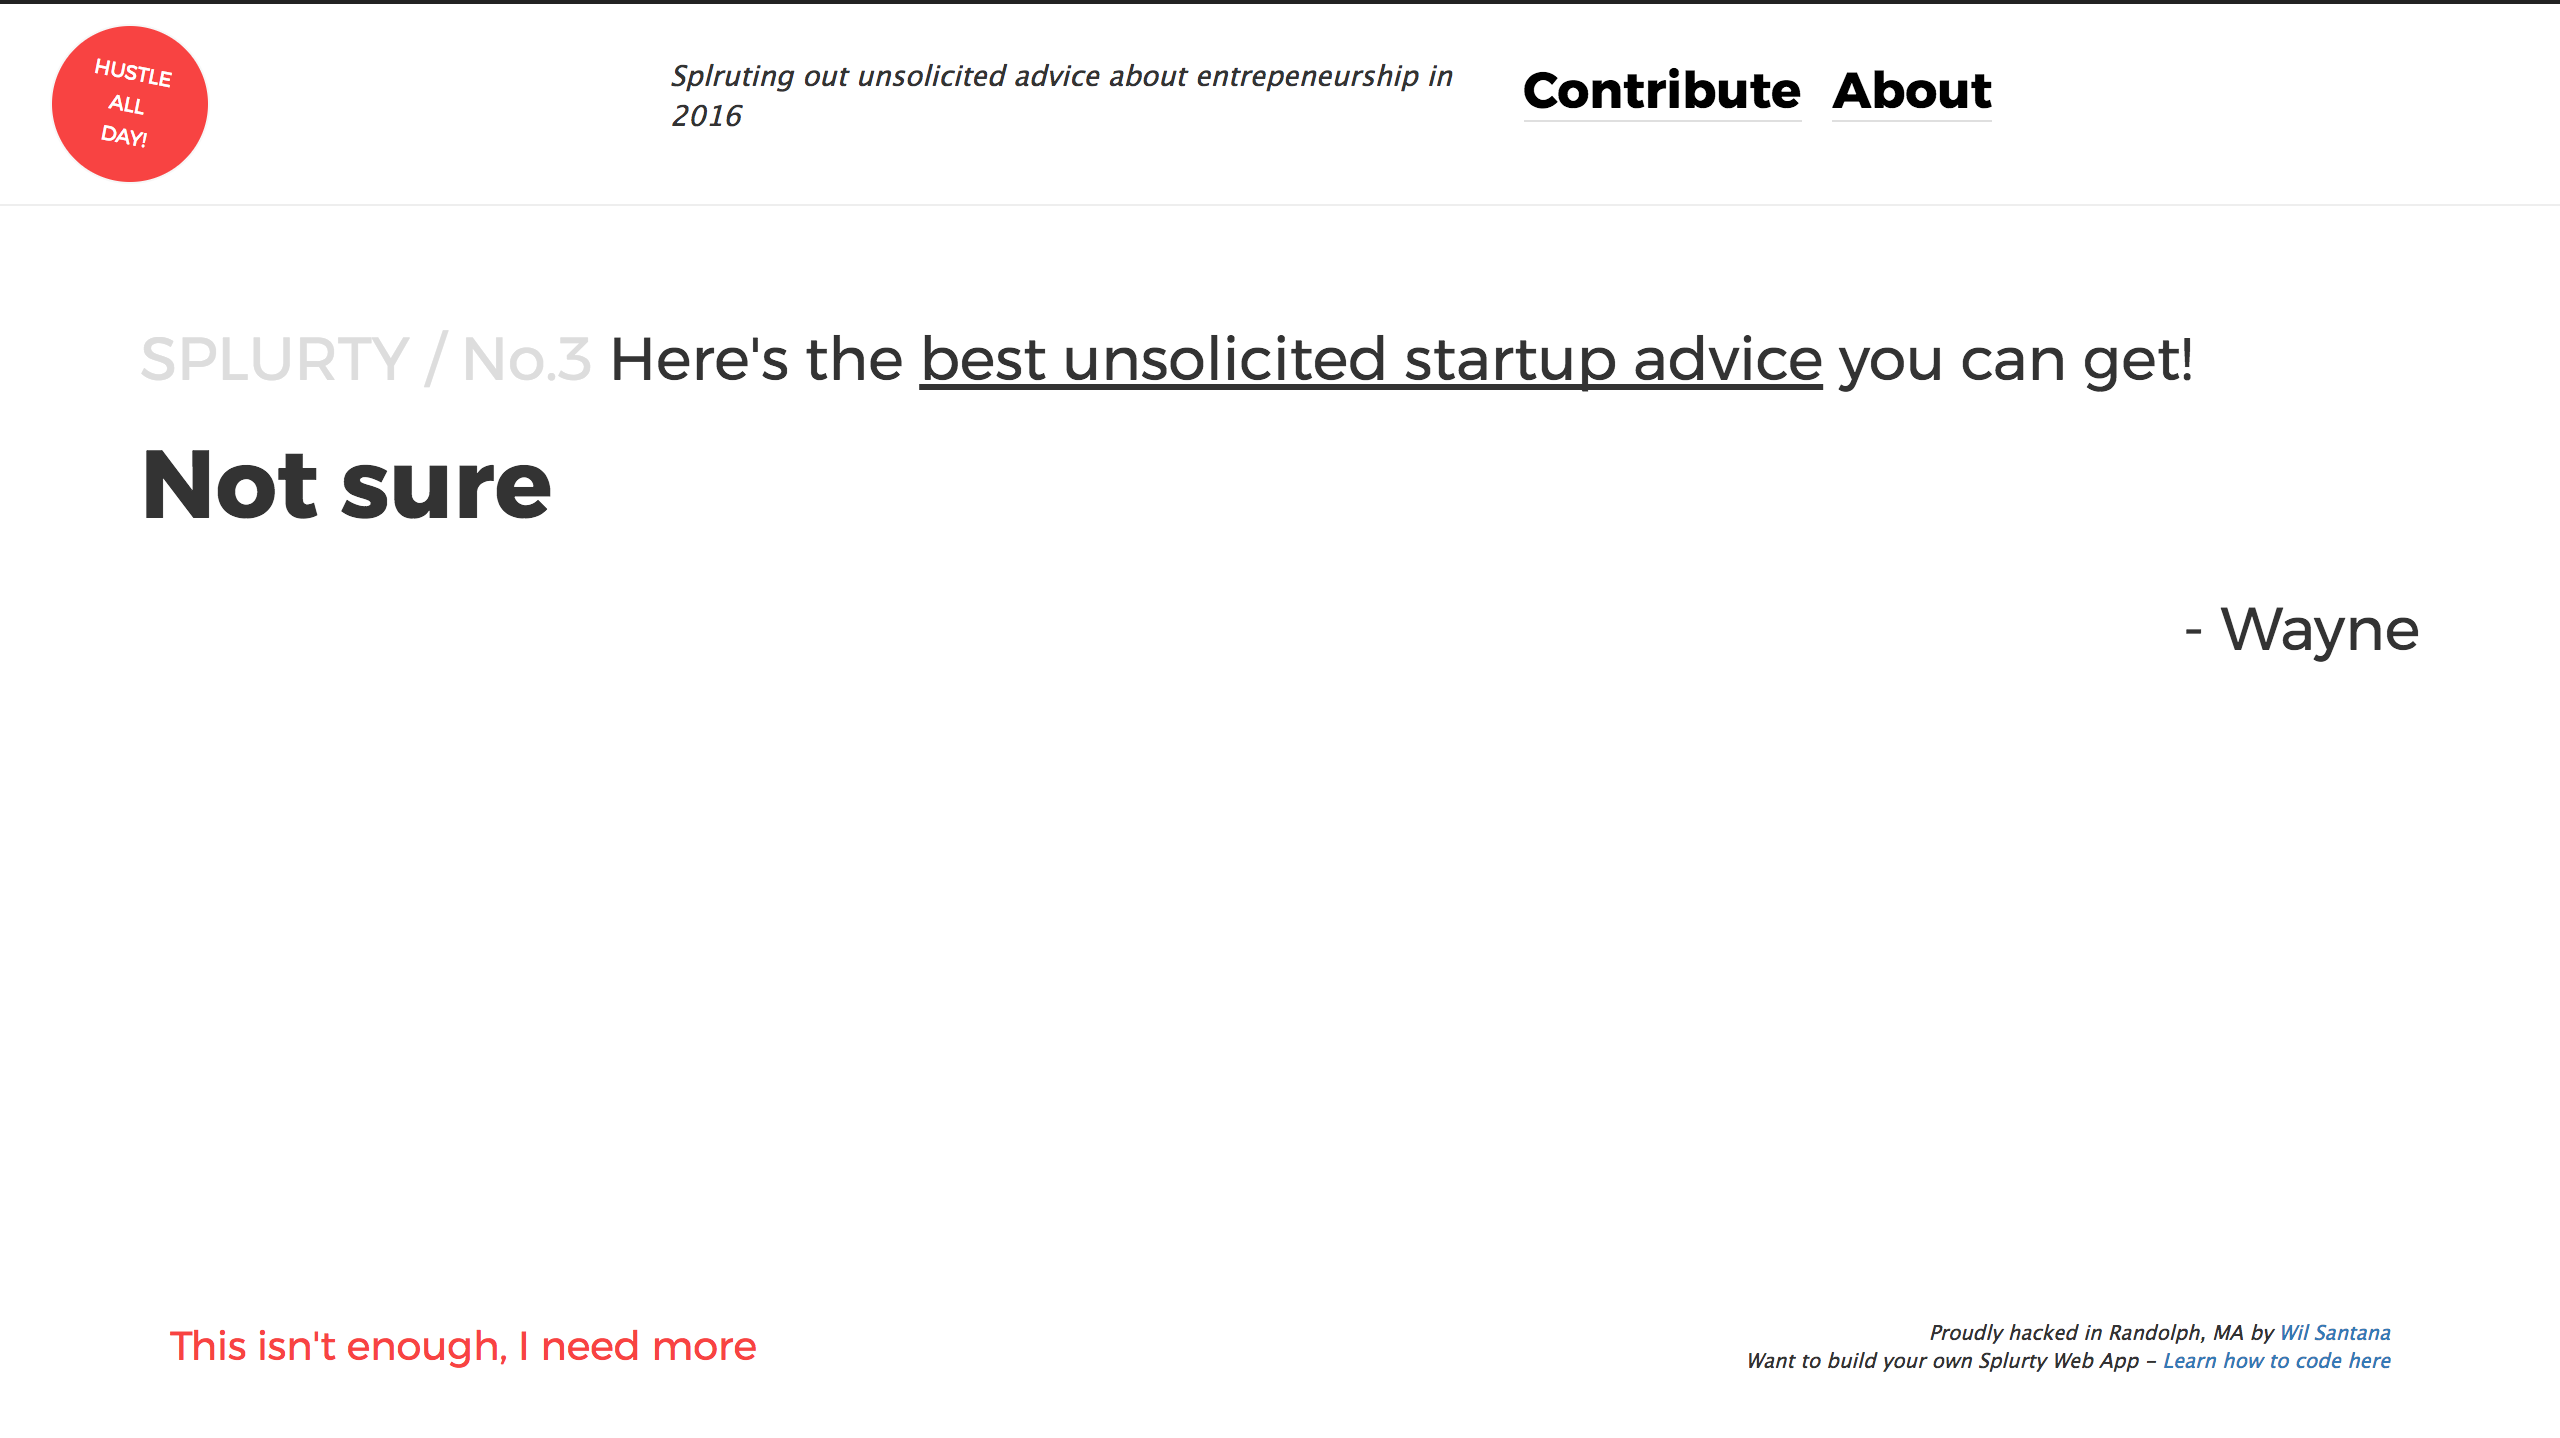 HUSTLE
ALL
DAY!
Splruting out unsolicited advice about entrepeneurship in
2016
Contribute About
SPLURTY / No.3 Here's the best unsolicited startup advice you can get!
Not sure
- Wayne
This isn't enough, I need more
Proudly hacked in Randolph, MA by Wil Santana
Want to build your own Splurty Web App – Learn how to code here